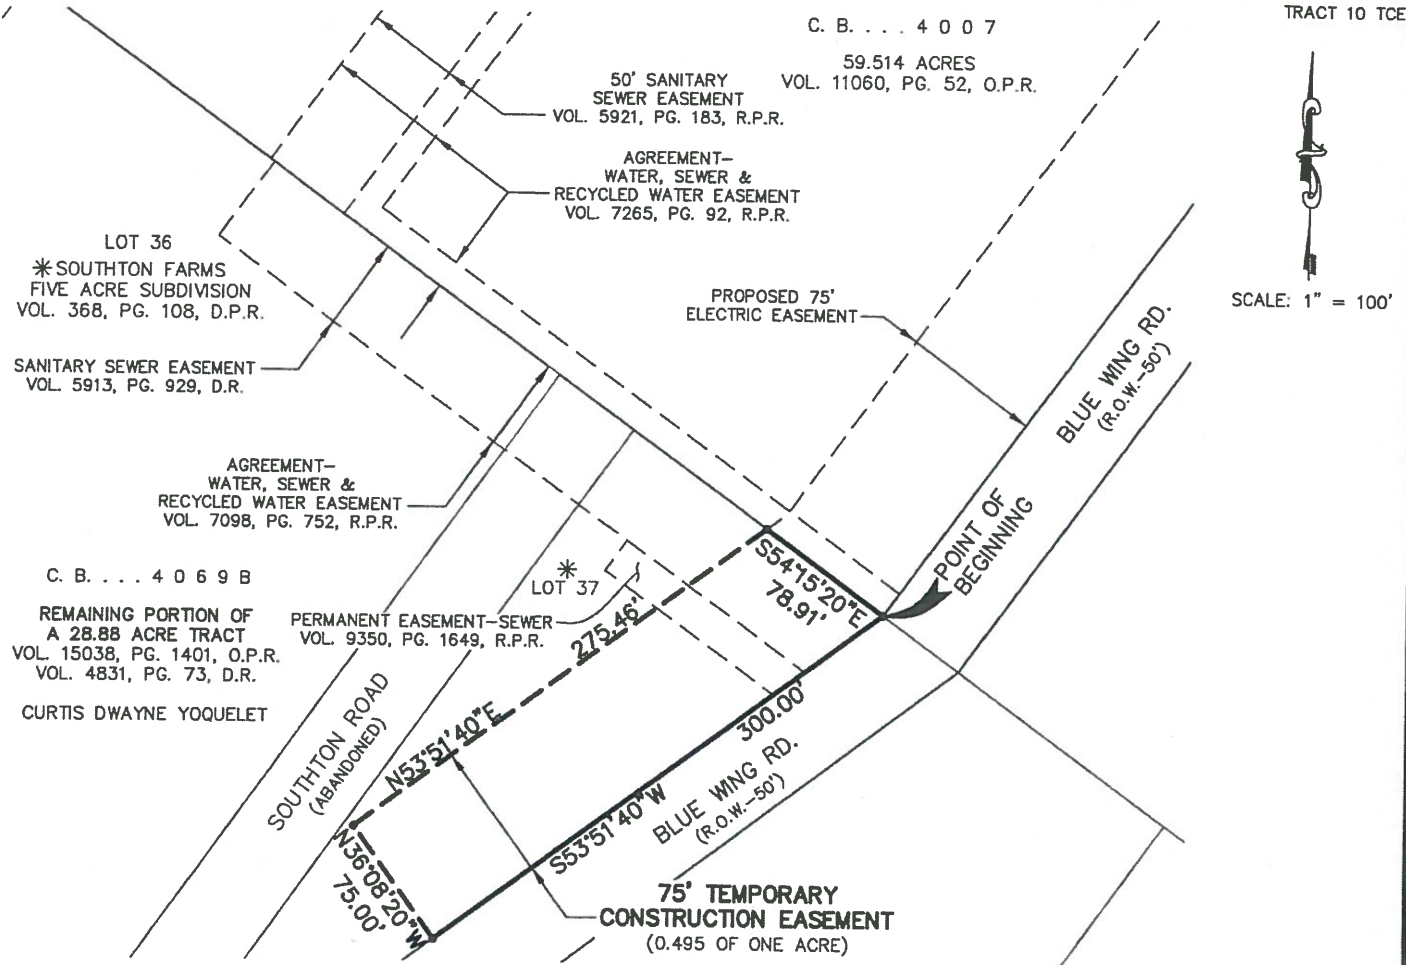 TRACT 10 TCE
C. B. . . . 4 0 0 7
59.514 ACRES
VOL. 11060, PG. 52, O.P.R.
50' SANITARY
SEWER EASEMENT
VOL. 5921, PG. 183, R.P.R.
AGREEMENT-
WATER, SEWER &
RECYCLED WATER EASEMENT
VOL. 7265, PG. 92, R.P.R.
SCALE: 1" = 100'
LOT 36
*SOUTHTON FARMS
FIVE ACRE SUBDIVISION
VOL. 368, PG. 108, D.P.R.
PROPOSED 75'
ELECTRIC EASEMENT
BLUE WING RD.
(R.O.W.-50')
SANITARY SEWER EASEMENT
VOL. 5913, PG. 929, D.R.
AGREEMENT-
WATER, SEWER &
RECYCLED WATER EASEMENT
VOL. 7098, PG. 752, R.P.R.
POINT OF
BEGINNING
S54°15'20"E
78.91'
*
LOT 37
C. B. . . . 4 0 6 9 B
REMAINING PORTION OF
A 28.88 ACRE TRACT
VOL. 15038, PG. 1401, O.P.R.
VOL. 4831, PG. 73, D.R.
CURTIS DWAYNE YOQUELET
PERMANENT EASEMENT-SEWER
VOL. 9350, PG. 1649, R.P.R.
275.46'
N53°51'40"E
300.00'
S53°51'40"W
BLUE WING RD.
(R.O.W.-50')
SOUTHTON ROAD
(ABANDONED)
N36°08'20"W
75.00'
75' TEMPORARY
CONSTRUCTION EASEMENT
(0.495 OF ONE ACRE)